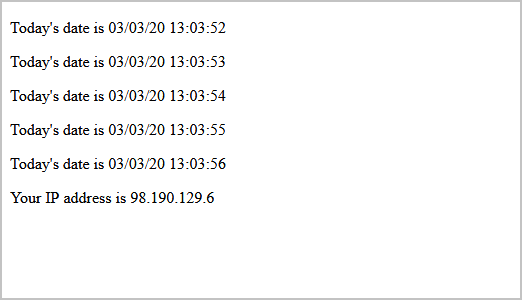 Today's date is 03/03/20 13:03:52
Today's date is 03/03/20 13:03:53
Today's date is 03/03/20 13:03:54
Today's date is 03/03/20 13:03:55
Today's date is 03/03/20 13:03:56
Your IP address is 98.190.129.6